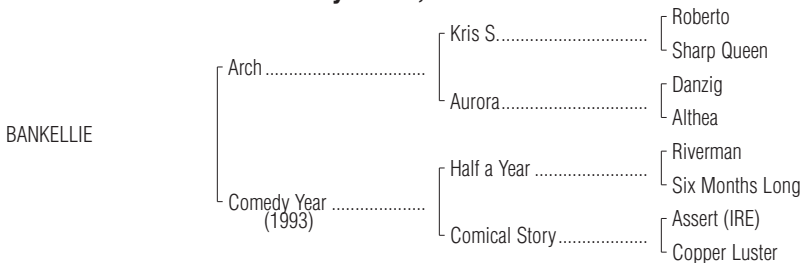 Roberto
Kris S.
Sharp Queen
Arch
Danzig
Aurora
Althea
BANKELLIE
Riverman
Half a Year
Six Months Long
Comedy Year
(1993)
Assert (IRE)
Comical Story
Copper Luster